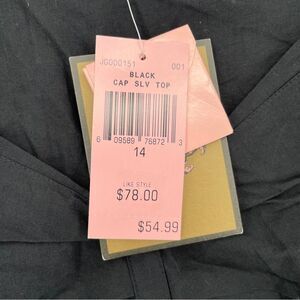 JG000151 001
BLACK
CAP SLV TOP
6 09589 76872 3
14
LIKE STYLE
$78.00
$54.99